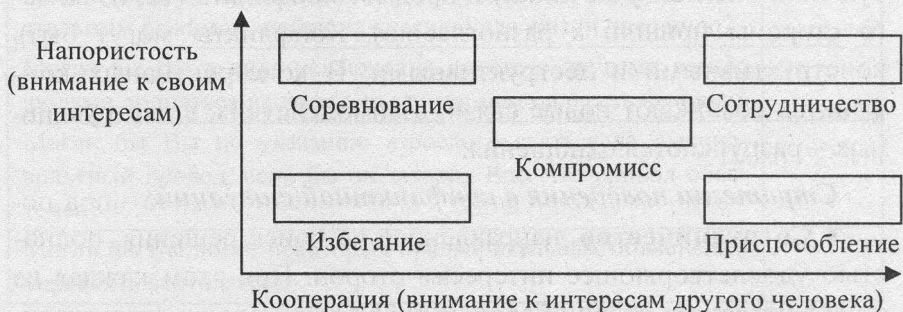 Напористость
(внимание к своим
интересам)
Соревнование
Сотрудничество
Компромисс
Избегание
Приспособление
Кооперация (внимание к интересам другого человека)